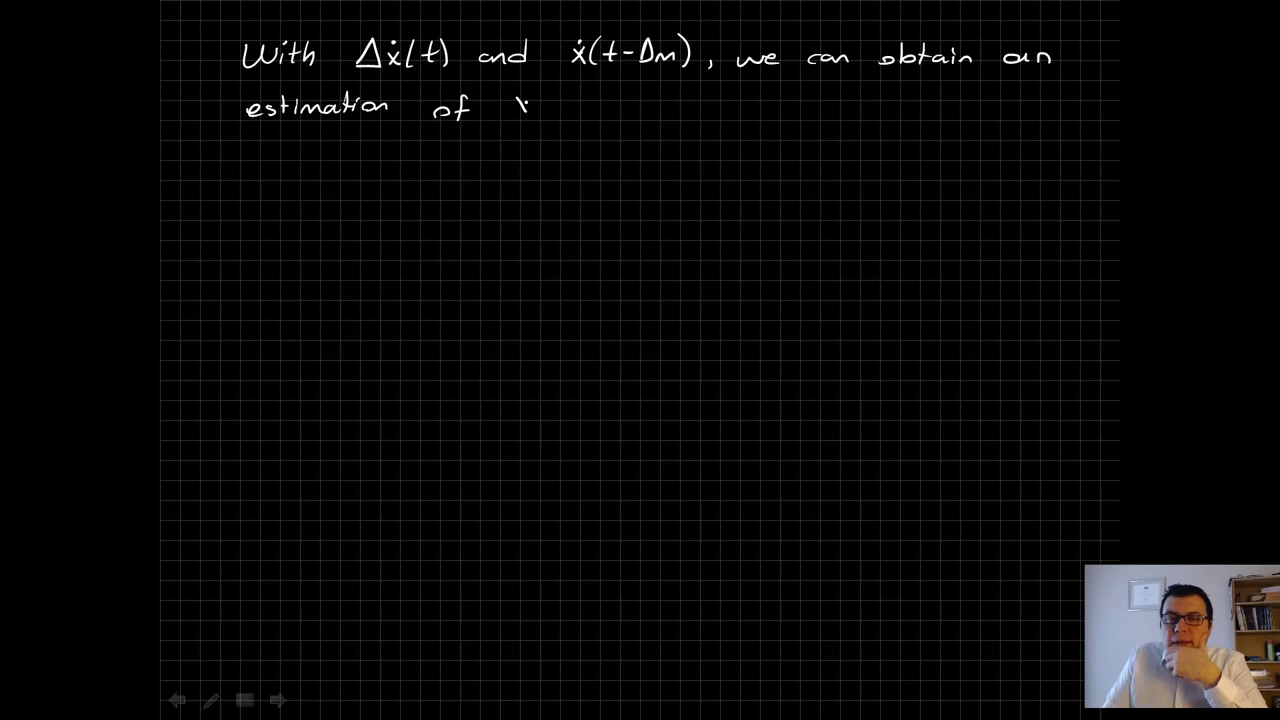 With Δẋ(t) and ẋ(t-Dm), we can obtain an
estimation of